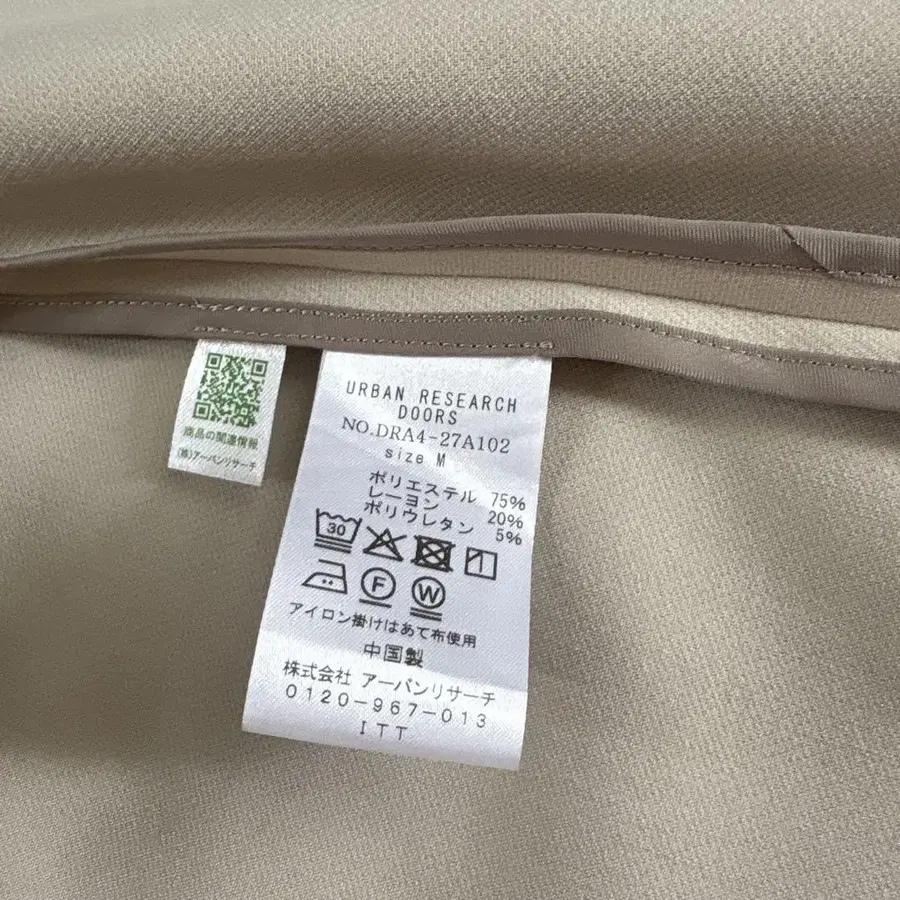 商品の関連情報
(株)アーバンリサーチ
URBAN RESEARCH
DOORS
NO.DRA4-27A102
size M
ポリエステル 75%
レーヨン 20%
ポリウレタン 5%
30
F W
アイロン掛けはあて布使用
中国製
株式会社 アーバンリサーチ
0120-967-013
ITT